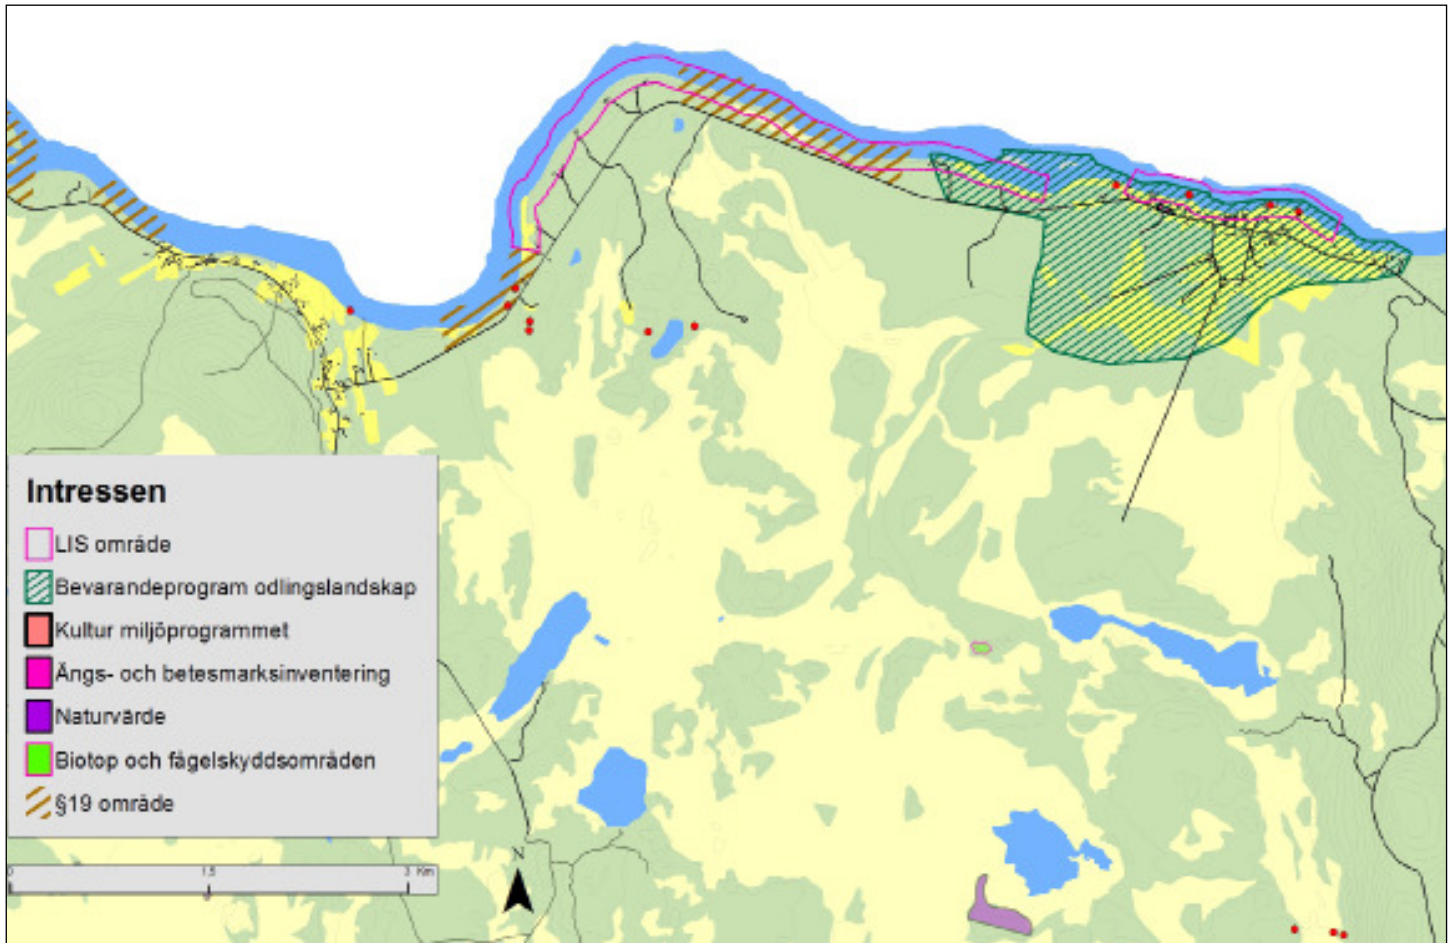 Intressen
LIS område
Bevarandeprogram odlingslandskap
Kultur miljöprogrammet
Ängs- och betesmarksinventering
Naturvärde
Biotop och fågelskyddsområden
§19 område
0 1,5 3 Km
N